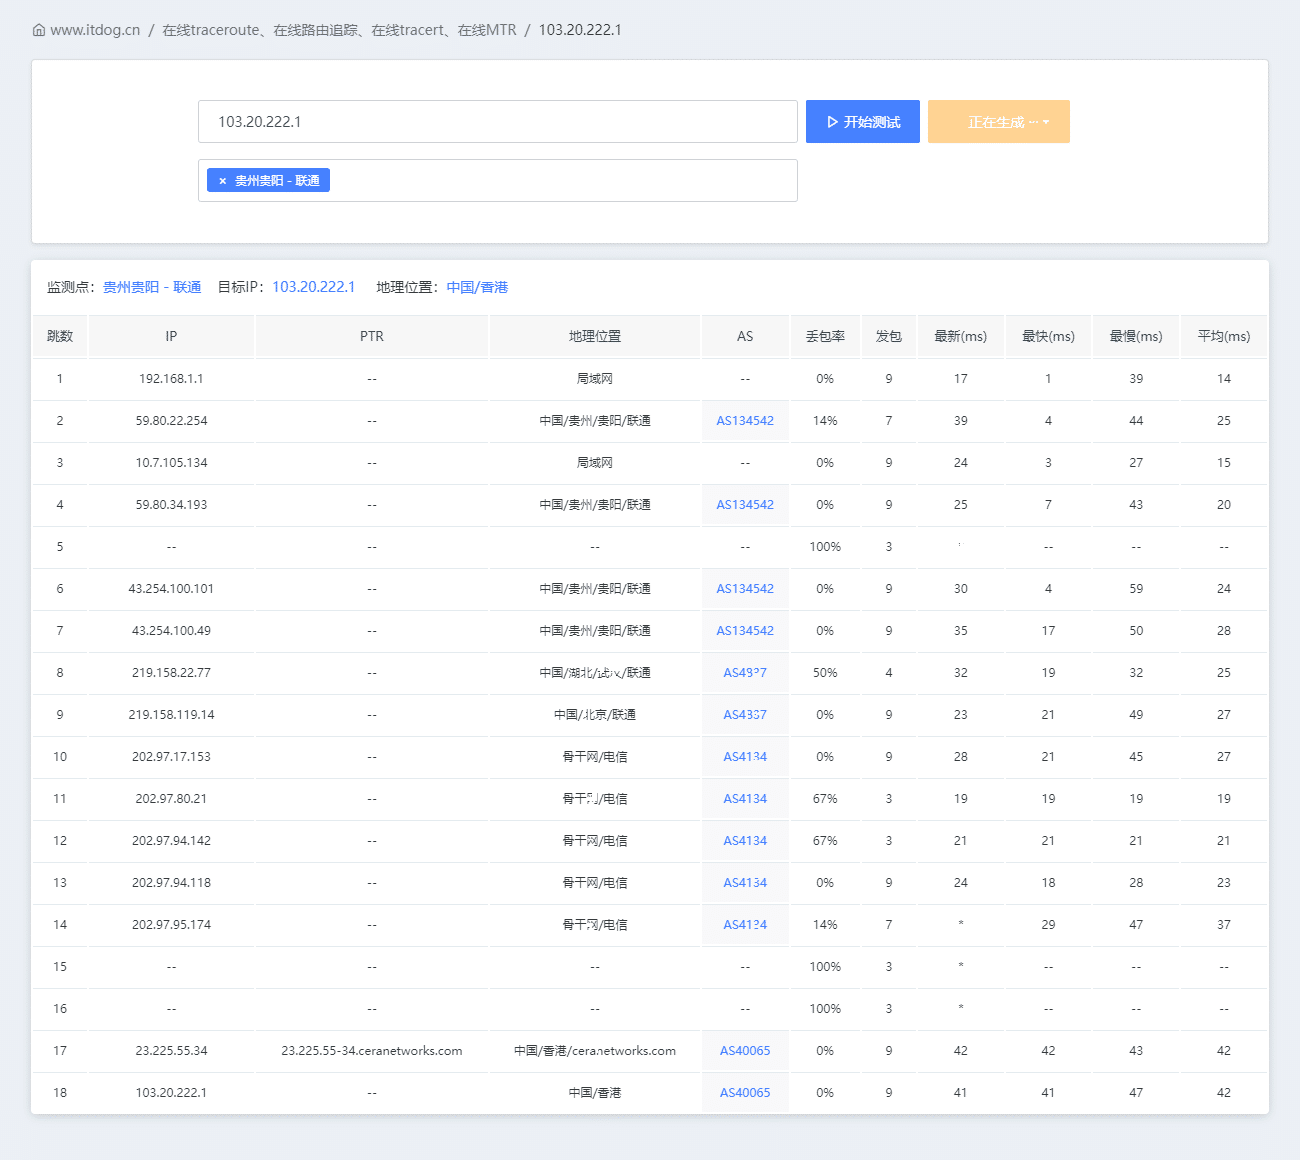 www.itdog.cn / 在线traceroute、在线路由追踪、在线tracert、在线MTR / 103.20.222.1
103.20.222.1 开始测试 正在生成 ···
× 贵州贵阳 - 联通
监测点：贵州贵阳 - 联通 目标IP：103.20.222.1 地理位置：中国/香港
跳数 IP PTR 地理位置 AS 丢包率 发包 最新(ms) 最快(ms) 最慢(ms) 平均(ms)
1 192.168.1.1 -- 局域网 -- 0% 9 17 1 39 14
2 59.80.22.254 -- 中国/贵州/贵阳/联通 AS134542 14% 7 39 4 44 25
3 10.7.105.134 -- 局域网 -- 0% 9 24 3 27 15
4 59.80.34.193 -- 中国/贵州/贵阳/联通 AS134542 0% 9 25 7 43 20
5 -- -- -- -- 100% 3 * -- -- --
6 43.254.100.101 -- 中国/贵州/贵阳/联通 AS134542 0% 9 30 4 59 24
7 43.254.100.49 -- 中国/贵州/贵阳/联通 AS134542 0% 9 35 17 50 28
8 219.158.22.77 -- 中国/湖北/武汉/联通 AS4837 50% 4 32 19 32 25
9 219.158.119.14 -- 中国/北京/联通 AS4837 0% 9 23 21 49 27
10 202.97.17.153 -- 骨干网/电信 AS4134 0% 9 28 21 45 27
11 202.97.80.21 -- 骨干网/电信 AS4134 67% 3 19 19 19 19
12 202.97.94.142 -- 骨干网/电信 AS4134 67% 3 21 21 21 21
13 202.97.94.118 -- 骨干网/电信 AS4134 0% 9 24 18 28 23
14 202.97.95.174 -- 骨干网/电信 AS4134 14% 7 * 29 47 37
15 -- -- -- -- 100% 3 * -- -- --
16 -- -- -- -- 100% 3 * -- -- --
17 23.225.55.34 23.225.55-34.ceranetworks.com 中国/香港/ceranetworks.com AS40065 0% 9 42 42 43 42
18 103.20.222.1 -- 中国/香港 AS40065 0% 9 41 41 47 42